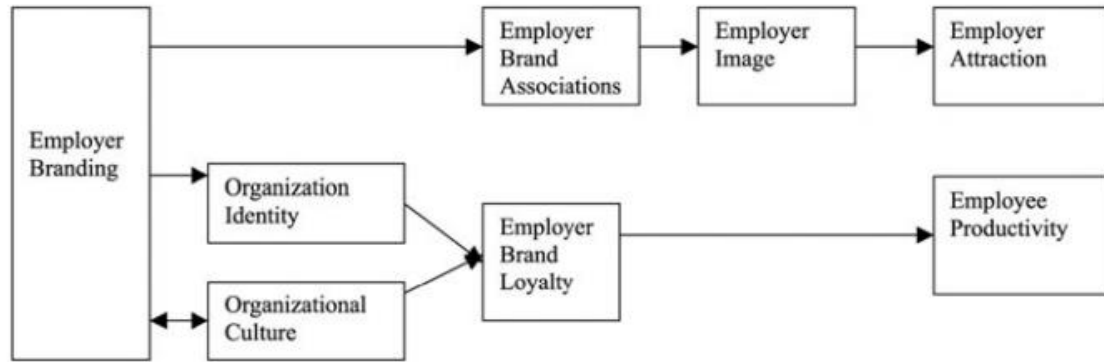 Employer
Brand
Associations
Employer
Image
Employer
Attraction
Employer
Branding
Organization
Identity
Employer
Brand
Loyalty
Employee
Productivity
Organizational
Culture